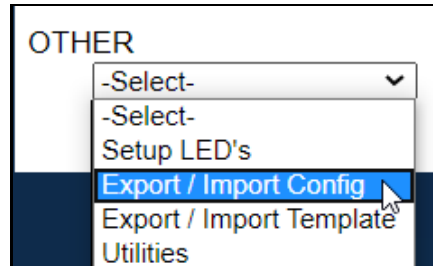 OTHER
-Select-
-Select-
Setup LED's
Export / Import Config
Export / Import Template
Utilities